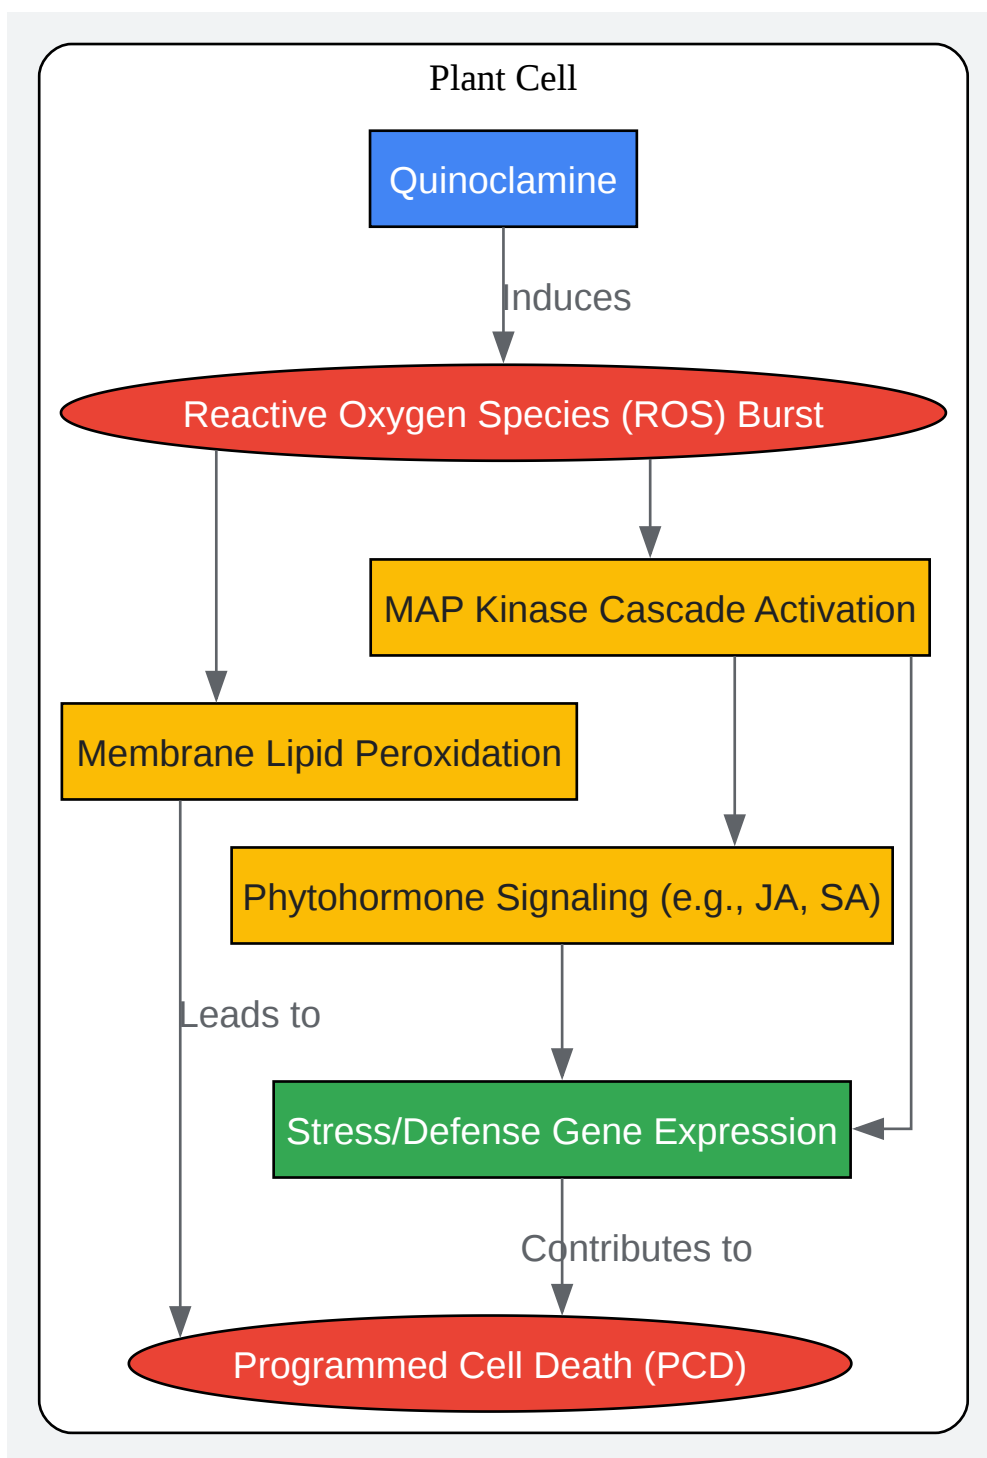 Plant Cell
Quinoclamine
Induces
Reactive Oxygen Species (ROS) Burst
MAP Kinase Cascade Activation
Membrane Lipid Peroxidation
Phytohormone Signaling (e.g., JA, SA)
Leads to
Stress/Defense Gene Expression
Contributes to
Programmed Cell Death (PCD)